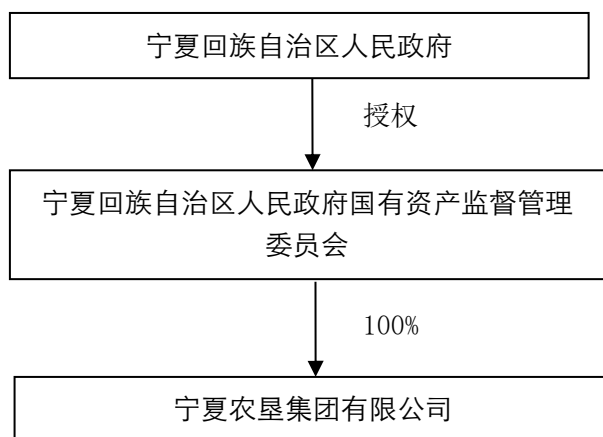 宁夏回族自治区人民政府
授权
宁夏回族自治区人民政府国有资产监督管理
委员会
100%
宁夏农垦集团有限公司